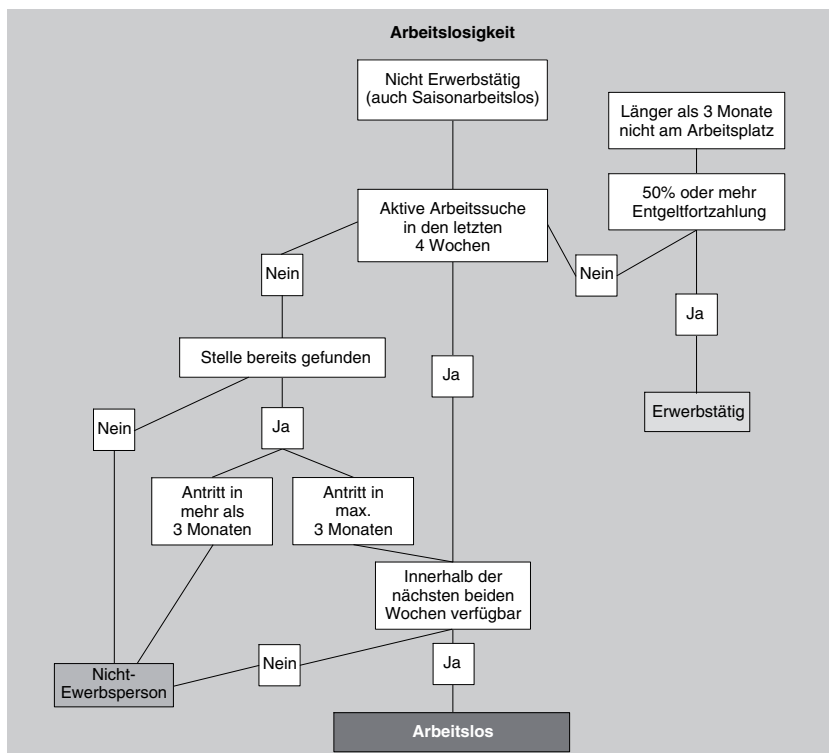 Arbeitslosigkeit
Nicht Erwerbstätig
(auch Saisonarbeitslos)
Länger als 3 Monate
nicht am Arbeitsplatz
50% oder mehr
Entgeltfortzahlung
Aktive Arbeitssuche
in den letzten
4 Wochen
Nein
Nein
Ja
Stelle bereits gefunden
Ja
Erwerbstätig
Nein
Ja
Antritt in
mehr als
3 Monaten
Antritt in
max.
3 Monaten
Innerhalb der
nächsten beiden
Wochen verfügbar
Nein
Ja
Nicht-
Ewerbsperson
Arbeitslos